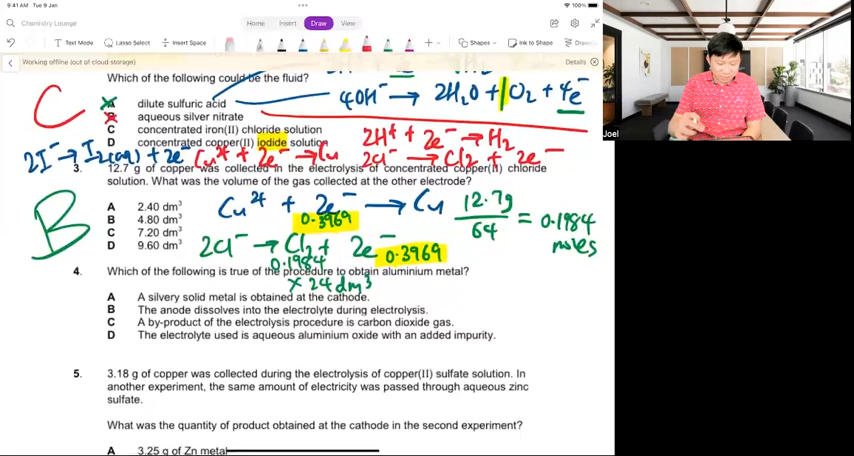 9:41 AM Tue 9 Jan
100%
Chemistry Lounge
Home Insert Draw View
Text Mode Lasso Select Insert Space Shapes Ink to Shape
Working offline (out of cloud storage) Details
Which of the following could be the fluid?
4OH⁻ → 2H₂O + 1O₂ + 4e⁻
C
A dilute sulfuric acid
B aqueous silver nitrate
C concentrated iron(II) chloride solution
D concentrated copper(II) iodide solution
2H⁺ + 2e⁻ → H₂
2I⁻ → I₂(aq) + 2e⁻ Cu²⁺ + 2e⁻ → Cu 2Cl⁻ → Cl₂ + 2e⁻
3. 12.7 g of copper was collected in the electrolysis of concentrated copper(II) chloride
solution. What was the volume of the gas collected at the other electrode?
B
A 2.40 dm³
B 4.80 dm³
C 7.20 dm³
D 9.60 dm³
Cu²⁺ + 2e⁻ → Cu 12.7g/64 = 0.1984 moles
0.3969
2Cl⁻ → Cl₂ + 2e⁻ 0.3969
0.1984
× 24 dm³
4. Which of the following is true of the procedure to obtain aluminium metal?
A A silvery solid metal is obtained at the cathode.
B The anode dissolves into the electrolyte during electrolysis.
C A by-product of the electrolysis procedure is carbon dioxide gas.
D The electrolyte used is aqueous aluminium oxide with an added impurity.
5. 3.18 g of copper was collected during the electrolysis of copper(II) sulfate solution. In
another experiment, the same amount of electricity was passed through aqueous zinc
sulfate.
What was the quantity of product obtained at the cathode in the second experiment?
A 3.25 g of Zn metal
Joel